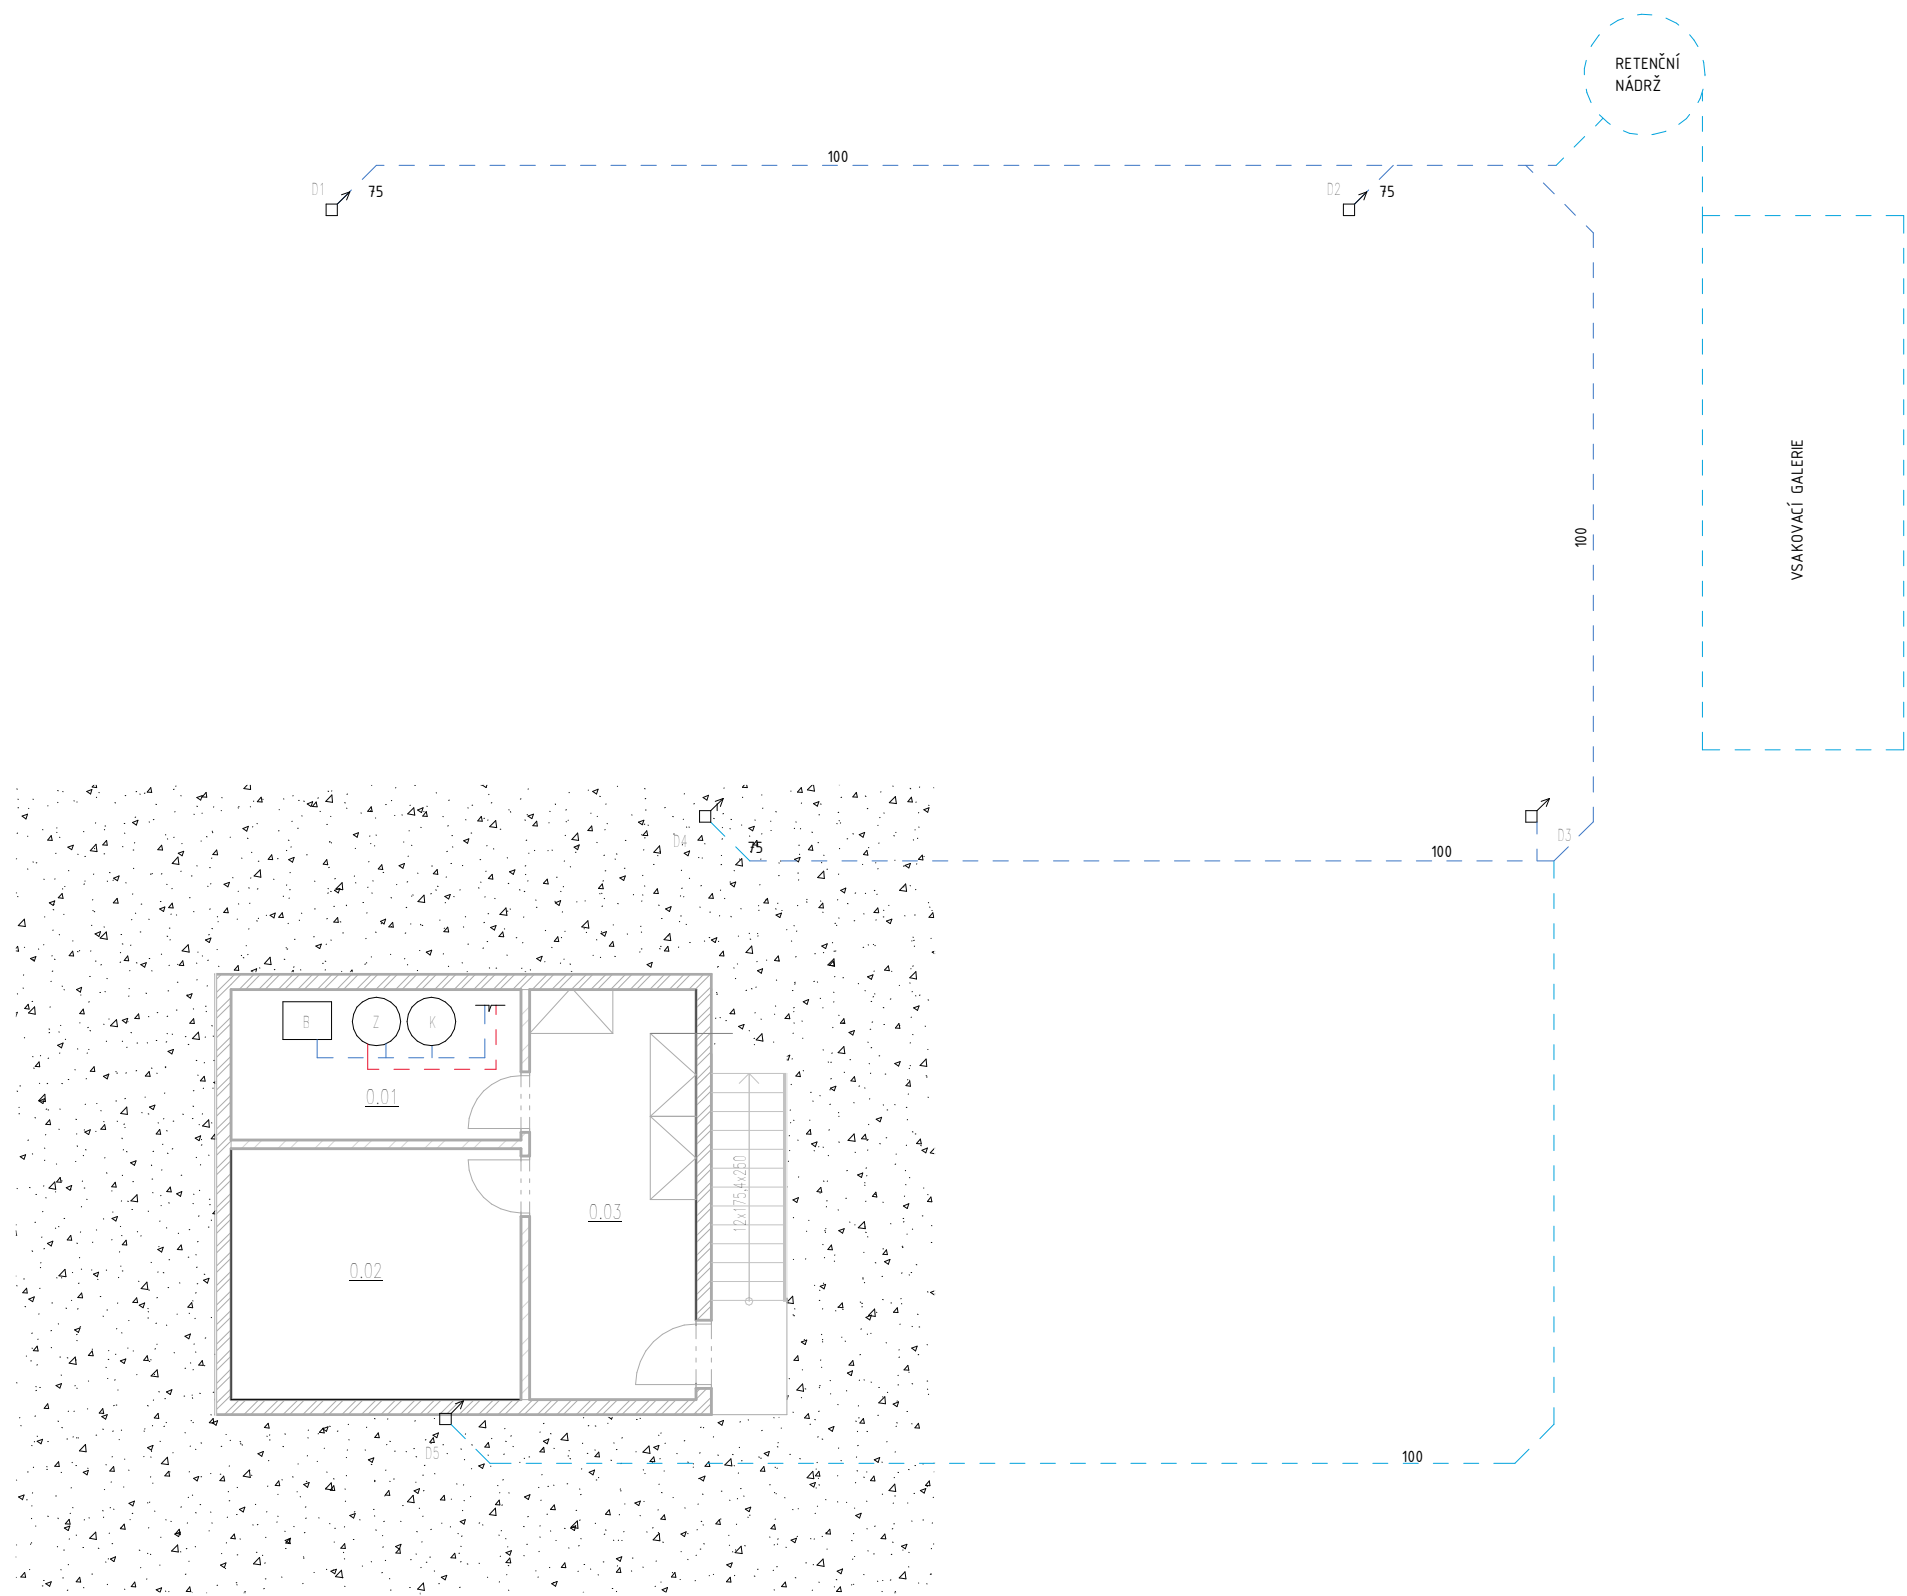 RETENČNÍ
NÁDRŽ
100
D1
75
D2
75
VSAKOVACÍ GALERIE
100
D4
75
100
D3
B
Z
K
0.01
12x175,4x250
0.03
0.02
D5
100